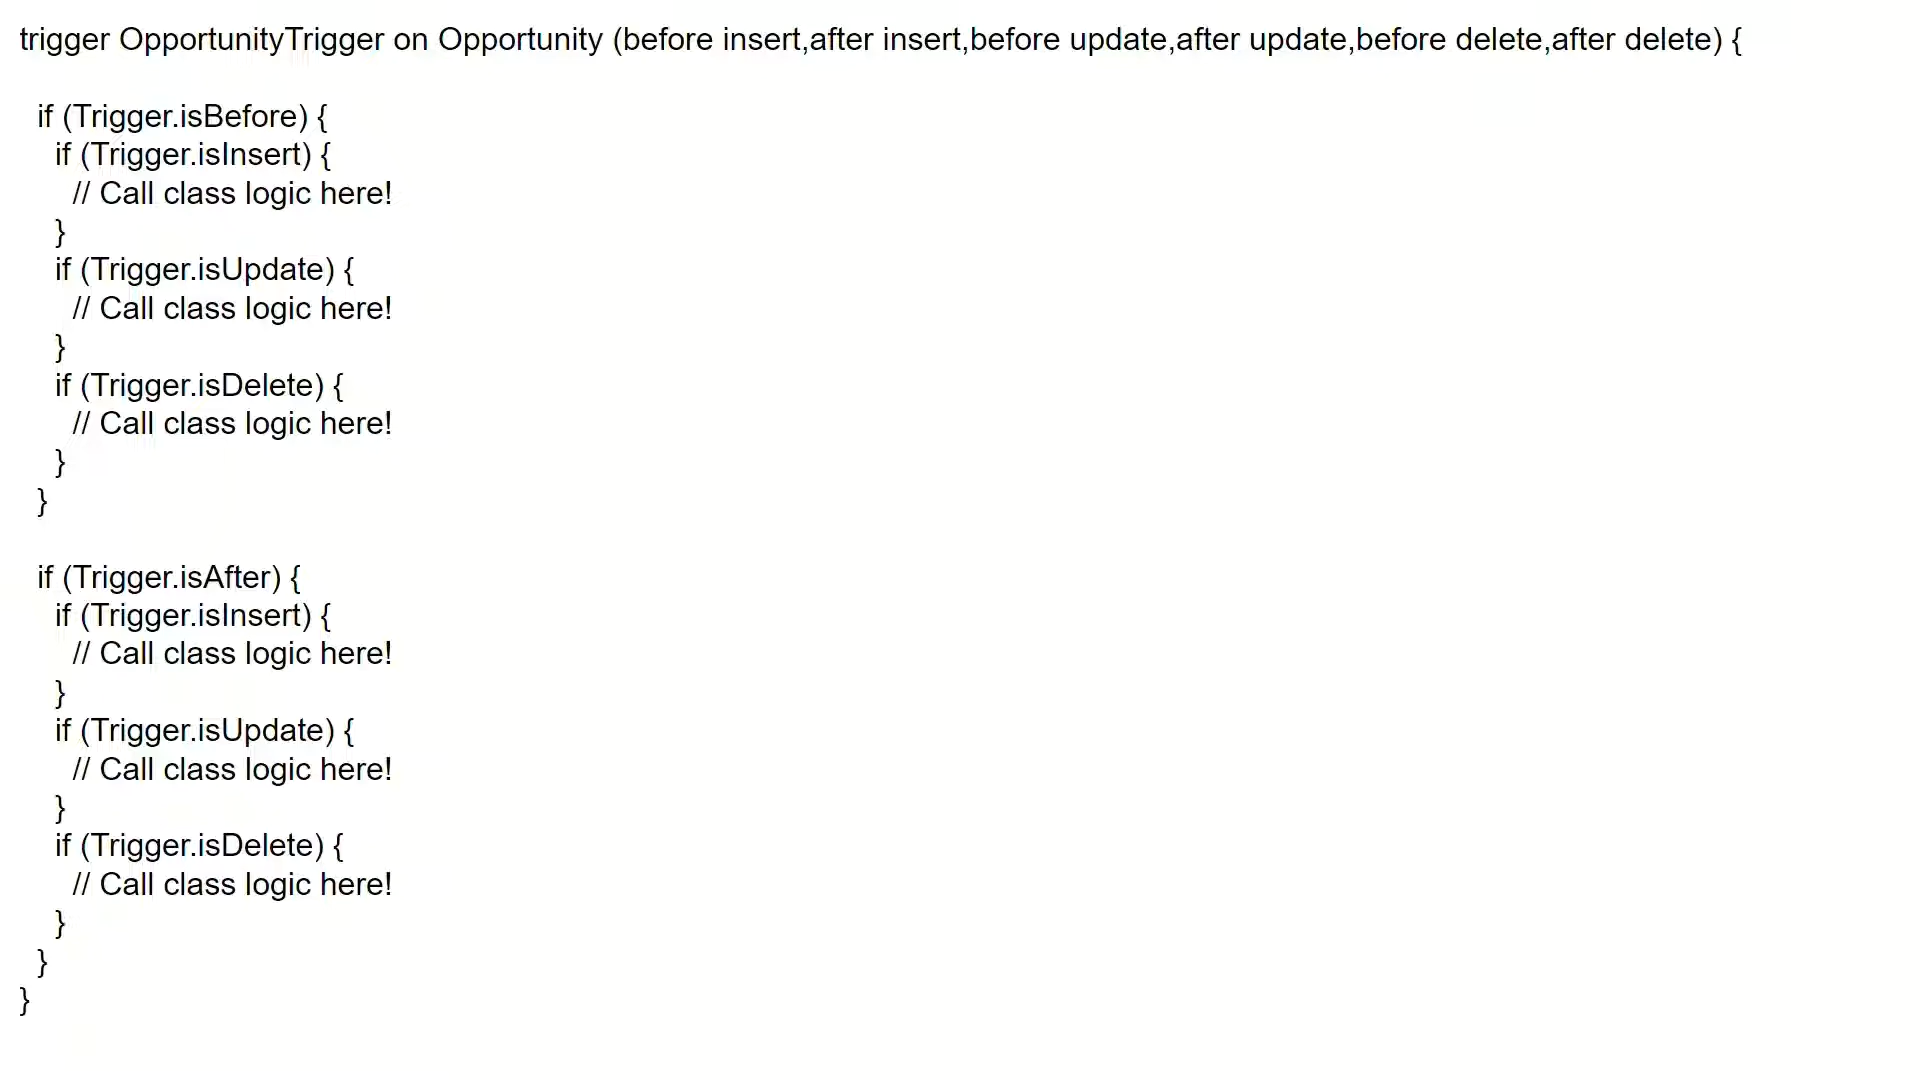 trigger OpportunityTrigger on Opportunity (before insert,after insert,before update,after update,before delete,after delete) {
if (Trigger.isBefore) {
if (Trigger.isInsert) {
// Call class logic here!
}
if (Trigger.isUpdate) {
// Call class logic here!
}
if (Trigger.isDelete) {
// Call class logic here!
}
}
if (Trigger.isAfter) {
if (Trigger.isInsert) {
// Call class logic here!
}
if (Trigger.isUpdate) {
// Call class logic here!
}
if (Trigger.isDelete) {
// Call class logic here!
}
}
}